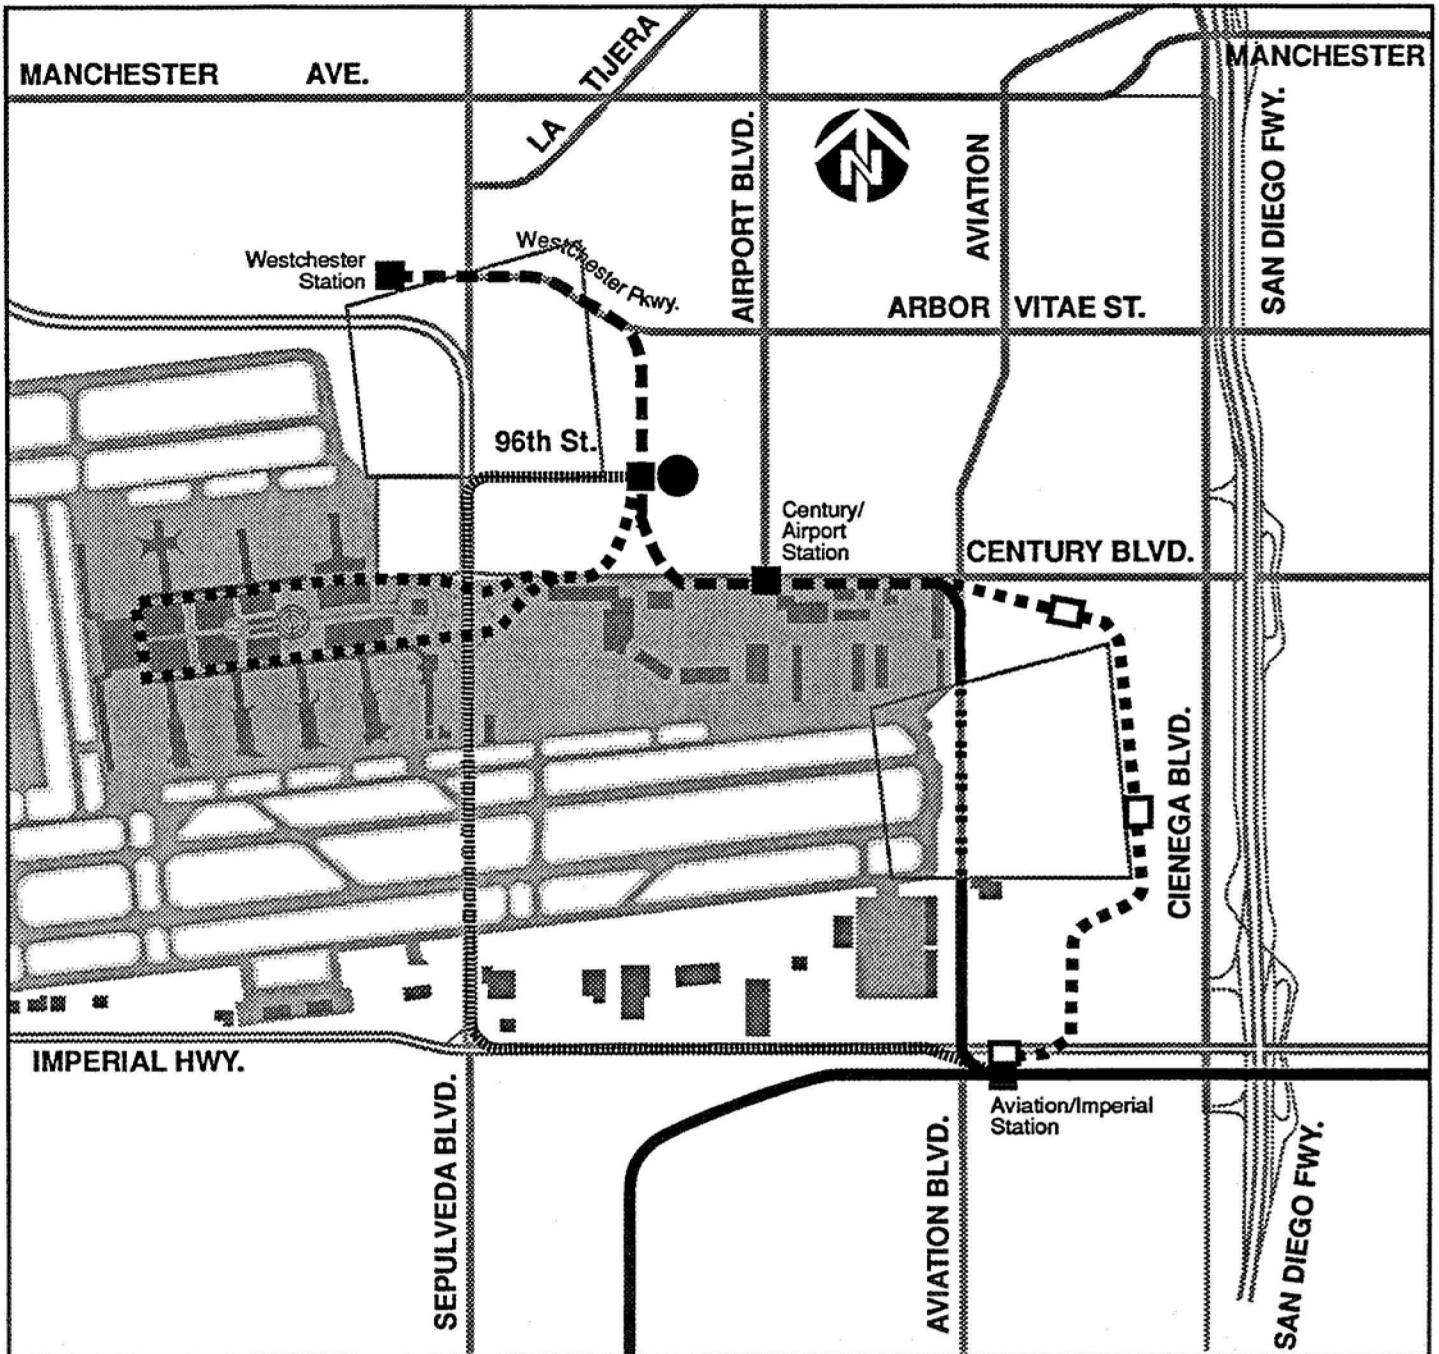 MANCHESTER AVE.
LA TIJERA
MANCHESTER
AIRPORT BLVD.
N
AVIATION
SAN DIEGO FWY.
Westchester
Station
Westchester Pkwy.
ARBOR VITAE ST.
96th St.
Century/
Airport
Station
CENTURY BLVD.
CIENEGA BLVD.
IMPERIAL HWY.
Aviation/Imperial
Station
SEPULVEDA BLVD.
AVIATION BLVD.
SAN DIEGO FWY.